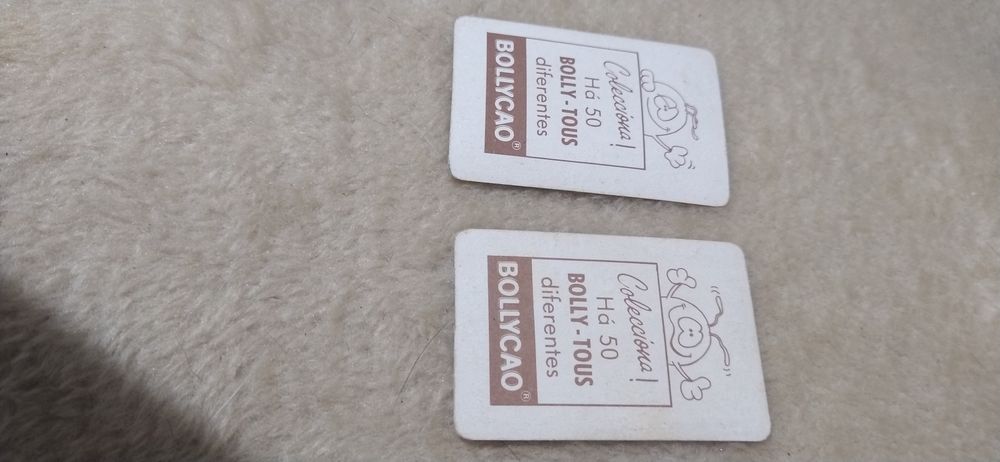 Colecciona!
Há 50
BOLLY-TOUS
diferentes
BOLLYCAO®
Colecciona!
Há 50
BOLLY-TOUS
diferentes
BOLLYCAO®